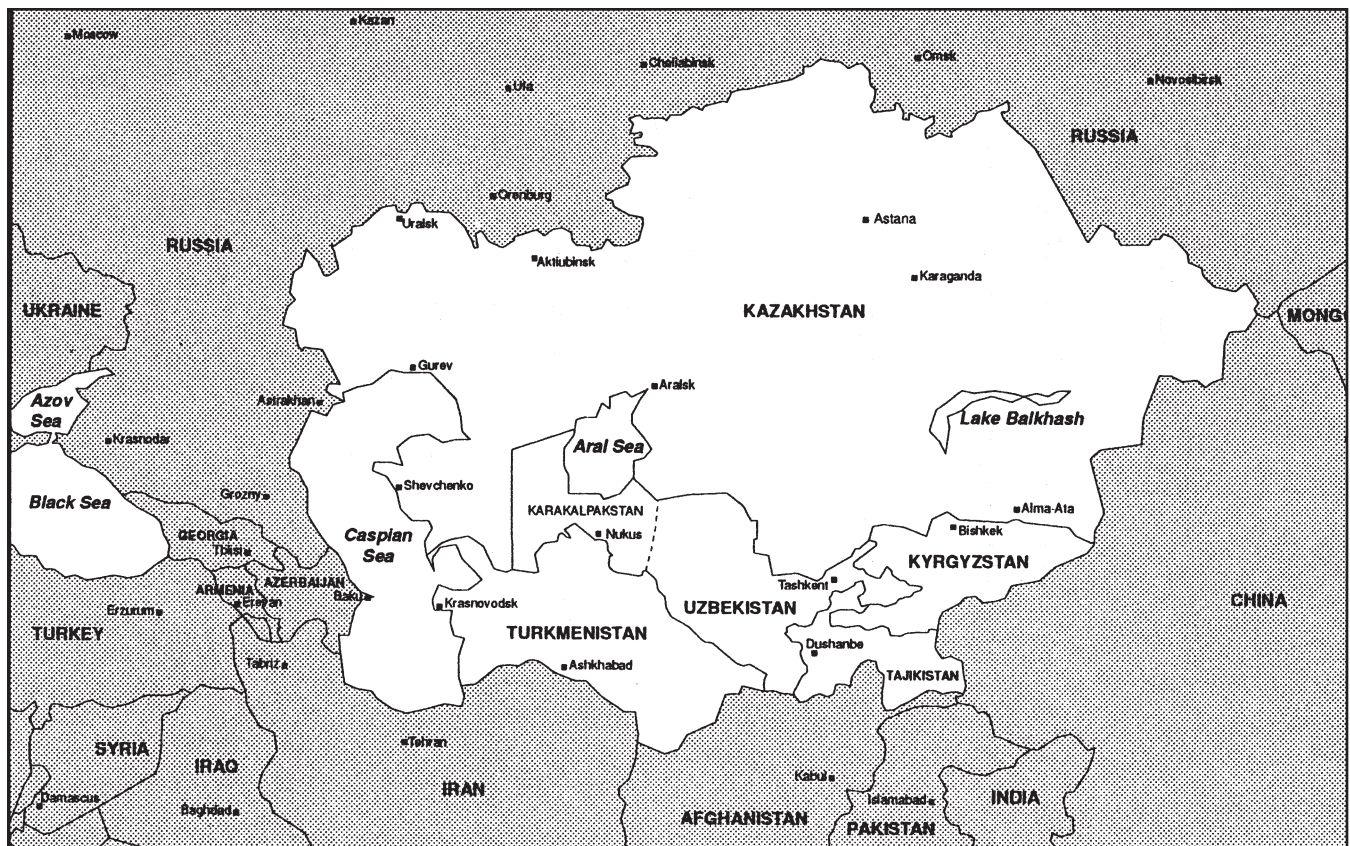 Kazan
Moscow
Omsk
Cheliabinsk
Novosibirsk
Ufa
RUSSIA
Orenburg
Astana
Uralsk
RUSSIA
Aktiubinsk
Karaganda
UKRAINE
KAZAKHSTAN
MONG
Gurev
Aralsk
Astrakhan
Azov
Sea
Lake Balkhash
Krasnodar
Aral Sea
Shevchenko
Grozny
Black Sea
KARAKALPAKSTAN
Alma-Ata
Bishkek
GEORGIA
Tbilisi
Caspian
Sea
Nukus
KYRGYZSTAN
AZERBAIJAN
Tashkent
ARMENIA
Baku
Erevan
Krasnovodsk
UZBEKISTAN
CHINA
Erzurum
TURKEY
TURKMENISTAN
Dushanbe
Tabriz
Ashkhabad
TAJIKISTAN
Tehran
SYRIA
IRAQ
Kabul
IRAN
Damascus
Islamabad
INDIA
Baghdad
AFGHANISTAN
PAKISTAN